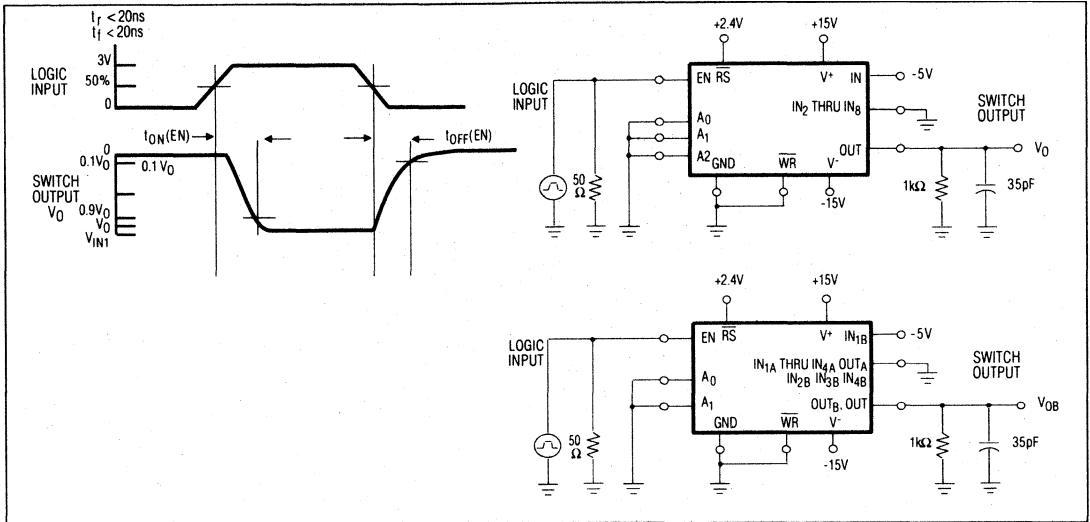 tr <20ns
tf <20ns
3V
LOGIC
INPUT
50%
0
tON(EN)
tOFF(EN)
0
0.1VO
0.1 VO
SWITCH
OUTPUT
VO
0.9VO
VO
VIN1
+2.4V
+15V
LOGIC
INPUT
EN
RS
V+
IN
-5V
IN2 THRU IN8
SWITCH
OUTPUT
A0
A1
A2
OUT
VO
GND
WR
V-
50
Ω
-15V
1kΩ
35pF
+2.4V
+15V
LOGIC
INPUT
EN
RS
V+
IN1B
-5V
IN1A THRU IN4A OUTA
IN2B IN3B IN4B
SWITCH
OUTPUT
A0
A1
OUTB, OUT
VOB
GND
WR
V-
50
Ω
-15V
1kΩ
35pF